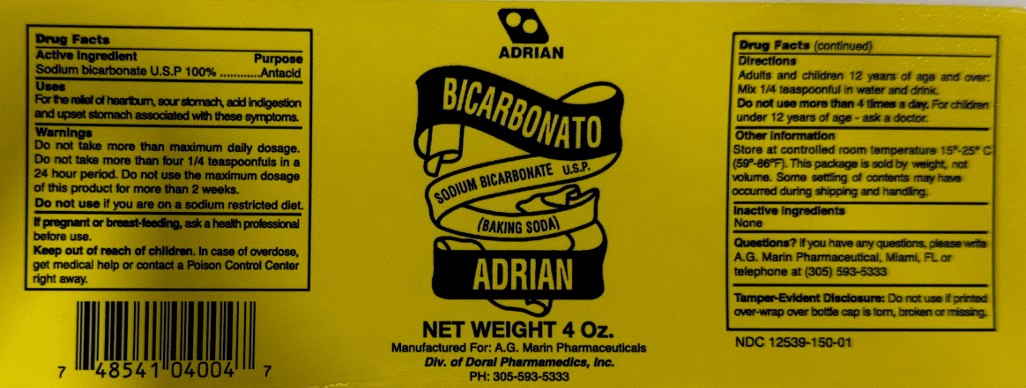 Drug Facts
Active Ingredient Purpose
Sodium bicarbonate U.S.P 100% ............Antacid
Uses
For the relief of heartburn, sour stomach, acid indigestion
and upset stomach associated with these symptoms.
Warnings
Do not take more than maximum daily dosage.
Do not take more than four 1/4 teaspoonfuls in a
24 hour period. Do not use the maximum dosage
of this product for more than 2 weeks.
Do not use if you are on a sodium restricted diet.
If pregnant or breast-feeding, ask a health professional
before use.
Keep out of reach of children. In case of overdose,
get medical help or contact a Poison Control Center
right away.
7 48541 04004 7
ADRIAN
BICARBONATO
SODIUM BICARBONATE U.S.P.
(BAKING SODA)
ADRIAN
NET WEIGHT 4 Oz.
Manufactured For: A.G. Marin Pharmaceuticals
Div. of Doral Pharmamedics, Inc.
PH: 305-593-5333
Drug Facts (continued)
Directions
Adults and children 12 years of age and over:
Mix 1/4 teaspoonful in water and drink.
Do not use more than 4 times a day. For children
under 12 years of age - ask a doctor.
Other information
Store at controlled room temperature 15°-25° C
(59°-86°F). This package is sold by weight, not
volume. Some settling of contents may have
occurred during shipping and handling.
Inactive ingredients
None
Questions? If you have any questions, please write
A.G. Marin Pharmaceutical, Miami, FL or
telephone at (305) 593-5333
Tamper-Evident Disclosure: Do not use if printed
over-wrap over bottle cap is torn, broken or missing.
NDC 12539-150-01